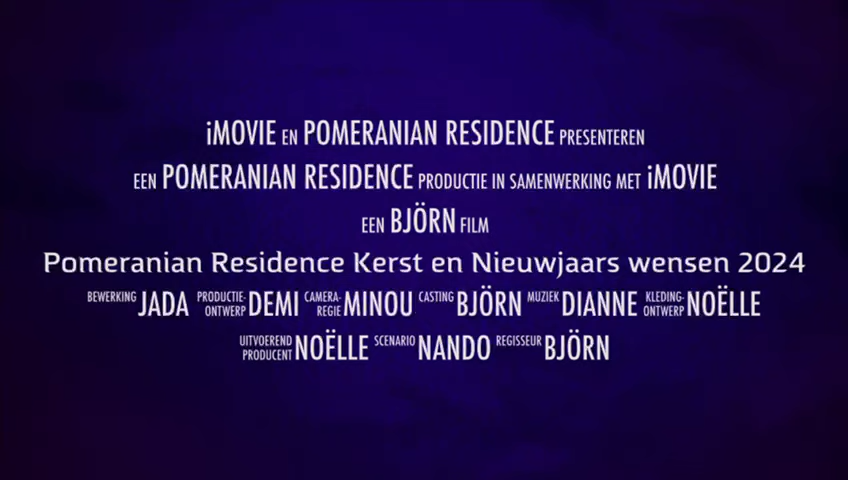 iMOVIE EN POMERANIAN RESIDENCE PRESENTEREN
EEN POMERANIAN RESIDENCE PRODUCTIE IN SAMENWERKING MET iMOVIE
EEN BJÖRN FILM
Pomeranian Residence Kerst en Nieuwjaars wensen 2024
BEWERKING JADA PRODUCTIE-ONTWERP DEMI CAMERA-REGIE MINOU CASTING BJÖRN MUZIEK DIANNE KLEDING-ONTWERP NOËLLE
UITVOEREND PRODUCENT NOËLLE SCENARIO NANDO REGISSEUR BJÖRN